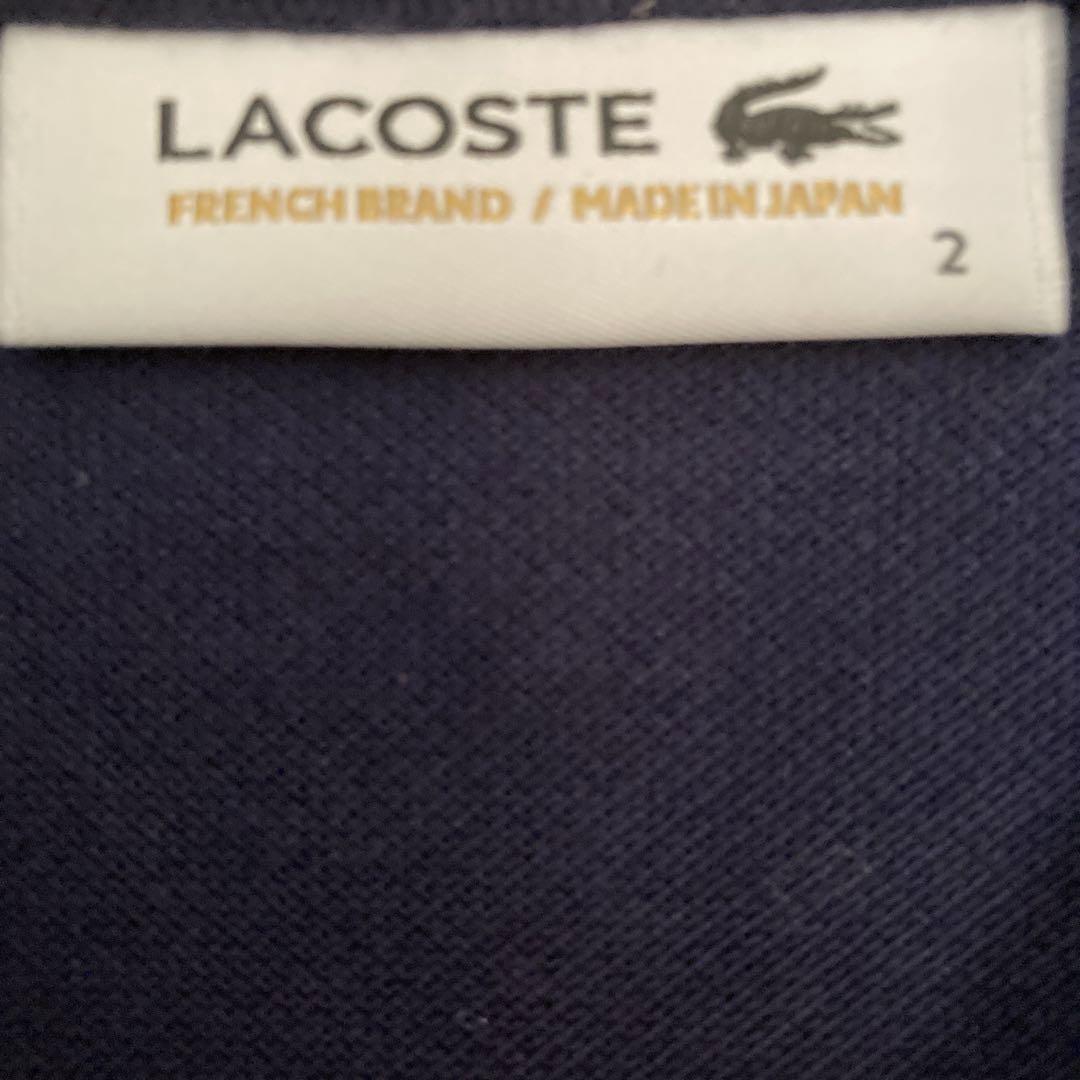 LACOSTE
FRENCH BRAND / MADE IN JAPAN
2